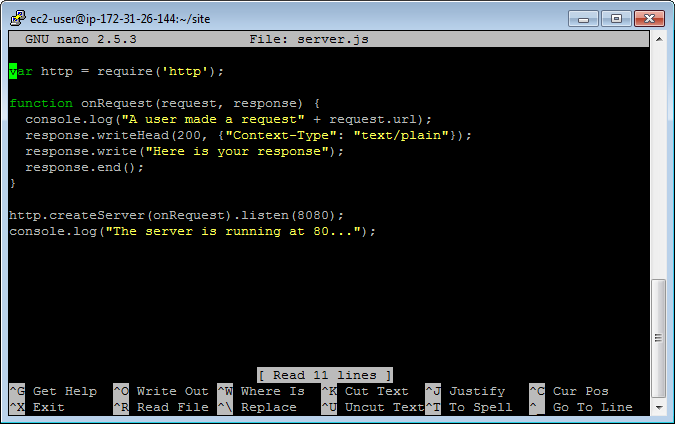 ec2-user@ip-172-31-26-144:~/site
GNU nano 2.5.3 File: server.js
var http = require('http');
function onRequest(request, response) {
console.log("A user made a request" + request.url);
response.writeHead(200, {"Context-Type": "text/plain"});
response.write("Here is your response");
response.end();
}
http.createServer(onRequest).listen(8080);
console.log("The server is running at 80...");
[ Read 11 lines ]
^G Get Help ^O Write Out ^W Where Is ^K Cut Text ^J Justify ^C Cur Pos
^X Exit ^R Read File ^\ Replace ^U Uncut Text ^T To Spell ^_ Go To Line